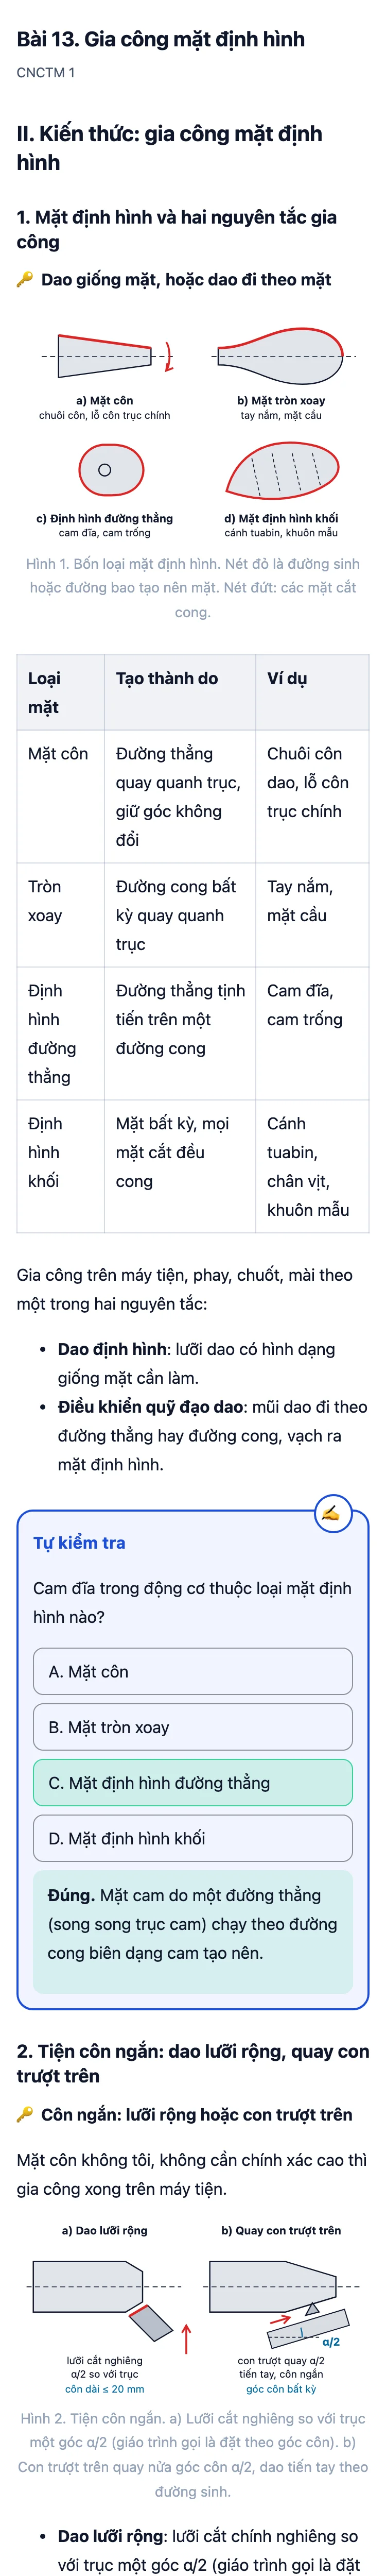 Bài 13. Gia công mặt định hình
CNCTM 1
II. Kiến thức: gia công mặt định
hình
1. Mặt định hình và hai nguyên tắc gia
công
🔑 Dao giống mặt, hoặc dao đi theo mặt
a) Mặt côn
chuôi côn, lỗ côn trục chính
b) Mặt tròn xoay
tay nắm, mặt cầu
c) Định hình đường thẳng
cam đĩa, cam trống
d) Mặt định hình khối
cánh tuabin, khuôn mẫu
Hình 1. Bốn loại mặt định hình. Nét đỏ là đường sinh
hoặc đường bao tạo nên mặt. Nét đứt: các mặt cắt
cong.
Loại
mặt
Tạo thành do
Ví dụ
Mặt côn
Đường thẳng
quay quanh trục,
giữ góc không
đổi
Chuôi côn
dao, lỗ côn
trục chính
Tròn
xoay
Đường cong bất
kỳ quay quanh
trục
Tay nắm,
mặt cầu
Định
hình
đường
thẳng
Đường thẳng tịnh
tiến trên một
đường cong
Cam đĩa,
cam trống
Định
hình
khối
Mặt bất kỳ, mọi
mặt cắt đều
cong
Cánh
tuabin,
chân vịt,
khuôn mẫu
Gia công trên máy tiện, phay, chuốt, mài theo
một trong hai nguyên tắc:
• Dao định hình: lưỡi dao có hình dạng
giống mặt cần làm.
• Điều khiển quỹ đạo dao: mũi dao đi theo
đường thẳng hay đường cong, vạch ra
mặt định hình.
✍️
Tự kiểm tra
Cam đĩa trong động cơ thuộc loại mặt định
hình nào?
A. Mặt côn
B. Mặt tròn xoay
C. Mặt định hình đường thẳng
D. Mặt định hình khối
Đúng. Mặt cam do một đường thẳng
(song song trục cam) chạy theo đường
cong biên dạng cam tạo nên.
2. Tiện côn ngắn: dao lưỡi rộng, quay con
trượt trên
🔑 Côn ngắn: lưỡi rộng hoặc con trượt trên
Mặt côn không tôi, không cần chính xác cao thì
gia công xong trên máy tiện.
a) Dao lưỡi rộng
b) Quay con trượt trên
α/2
lưỡi cắt nghiêng
α/2 so với trục
côn dài ≤ 20 mm
con trượt quay α/2
tiến tay, côn ngắn
góc côn bất kỳ
Hình 2. Tiện côn ngắn. a) Lưỡi cắt nghiêng so với trục
một góc α/2 (giáo trình gọi là đặt theo góc côn). b)
Con trượt trên quay nửa góc côn α/2, dao tiến tay theo
đường sinh.
• Dao lưỡi rộng: lưỡi cắt chính nghiêng so
với trục một góc α/2 (giáo trình gọi là đặt